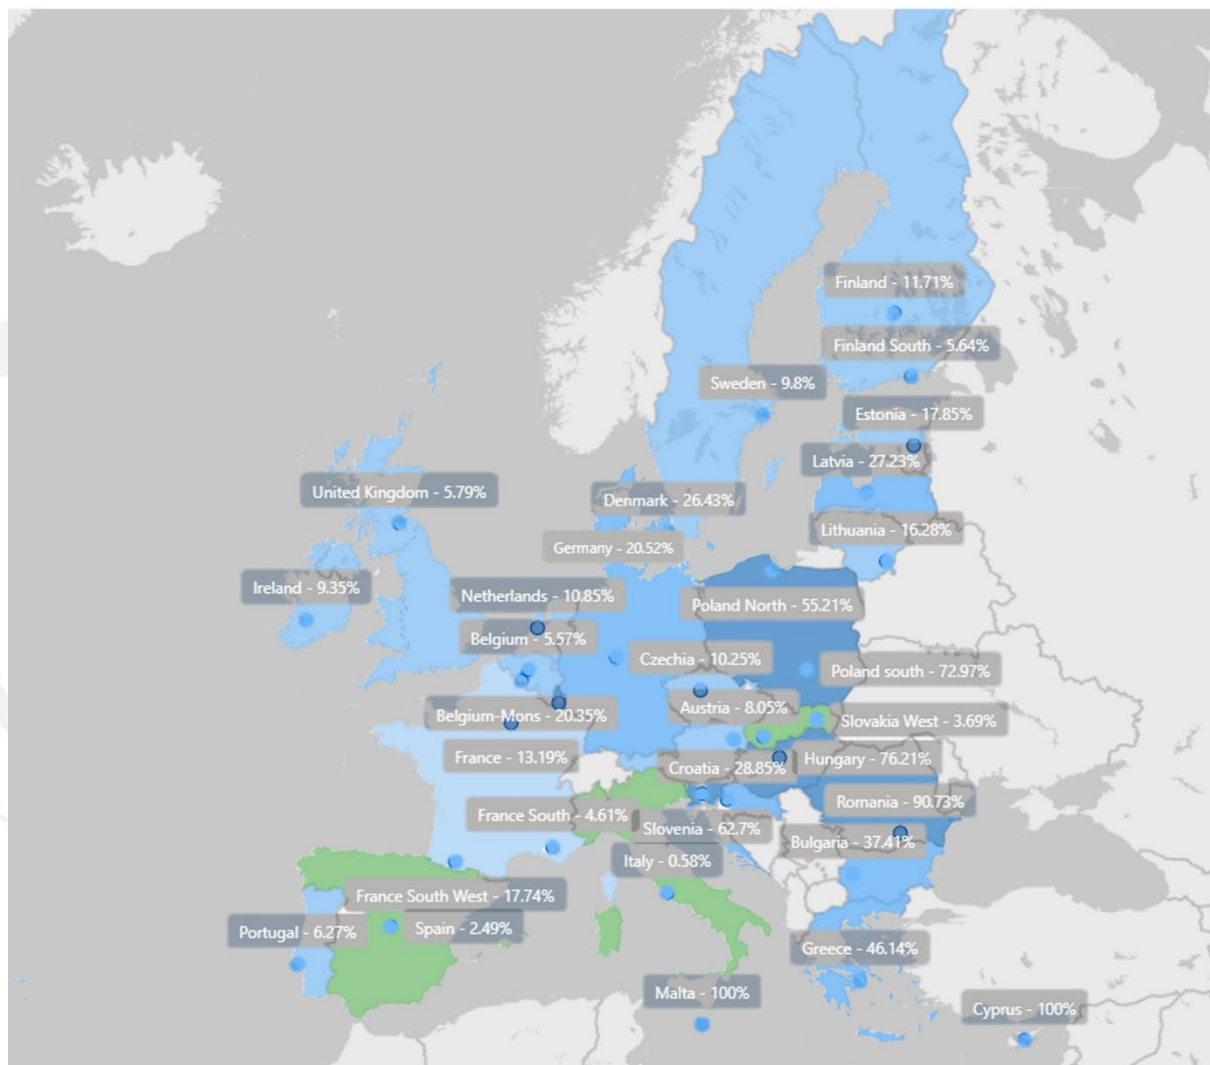 Finland - 11.71%
Finland South - 5.64%
Sweden - 9.8%
Estonia - 17.85%
Latvia - 27.23%
United Kingdom - 5.79%
Denmark - 26.43%
Lithuania - 16.28%
Germany - 20.52%
Ireland - 9.35%
Netherlands - 10.85%
Poland North - 55.21%
Belgium - 5.57%
Czechia - 10.25%
Poland south - 72.97%
Belgium-Mons - 20.35%
Austria - 8.05%
Slovakia West - 3.69%
France - 13.19%
Croatia - 28.85%
Hungary - 76.21%
Romania - 90.73%
France South - 4.61%
Slovenia - 62.7%
Bulgaria - 37.41%
Italy - 0.58%
France South West - 17.74%
Portugal - 6.27%
Spain - 2.49%
Greece - 46.14%
Malta - 100%
Cyprus - 100%